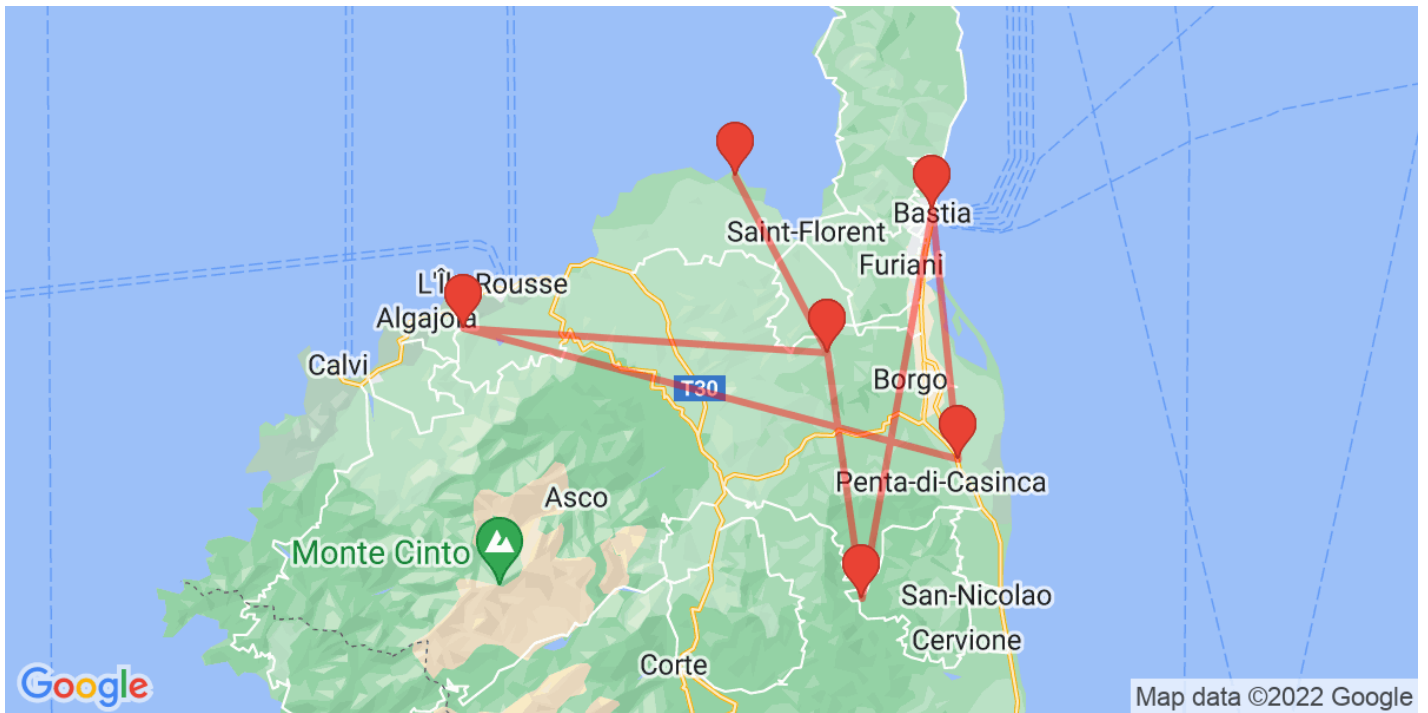 Bastia
Saint-Florent
Furiani
L'Île-Rousse
Algajola
Calvi
Borgo
T30
Penta-di-Casinca
Asco
Monte Cinto
San-Nicolao
Cervione
Corte
Google
Map data ©2022 Google